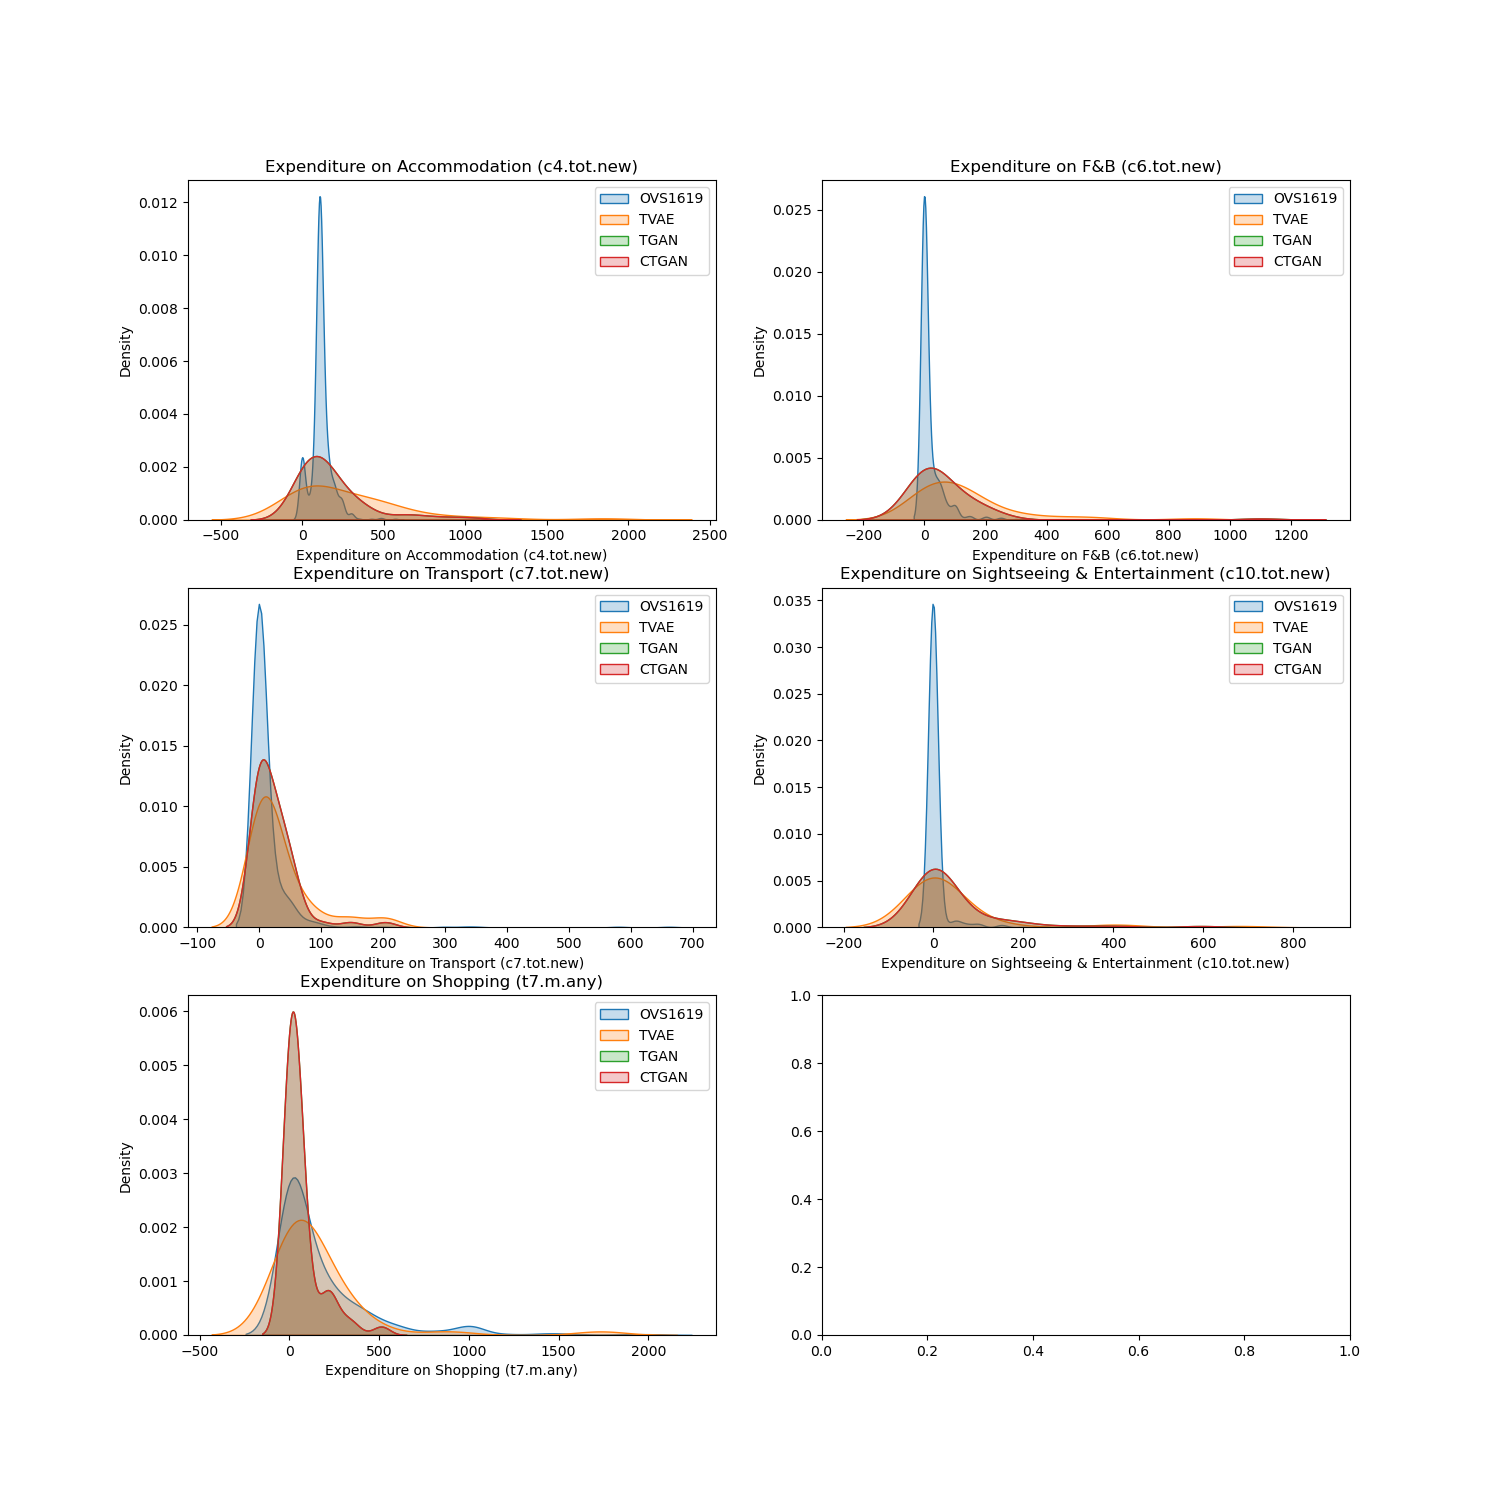 Expenditure on Accommodation (c4.tot.new)
OVS1619
TVAE
TGAN
CTGAN
0.012
0.010
0.008
0.006
0.004
0.002
0.000
Density
−500 0 500 1000 1500 2000 2500
Expenditure on Accommodation (c4.tot.new)
Expenditure on F&B (c6.tot.new)
OVS1619
TVAE
TGAN
CTGAN
0.025
0.020
0.015
0.010
0.005
0.000
Density
−200 0 200 400 600 800 1000 1200
Expenditure on F&B (c6.tot.new)
Expenditure on Transport (c7.tot.new)
OVS1619
TVAE
TGAN
CTGAN
0.025
0.020
0.015
0.010
0.005
0.000
Density
−100 0 100 200 300 400 500 600 700
Expenditure on Transport (c7.tot.new)
Expenditure on Sightseeing & Entertainment (c10.tot.new)
OVS1619
TVAE
TGAN
CTGAN
0.035
0.030
0.025
0.020
0.015
0.010
0.005
0.000
Density
−200 0 200 400 600 800
Expenditure on Sightseeing & Entertainment (c10.tot.new)
Expenditure on Shopping (t7.m.any)
OVS1619
TVAE
TGAN
CTGAN
0.006
0.005
0.004
0.003
0.002
0.001
0.000
Density
−500 0 500 1000 1500 2000
Expenditure on Shopping (t7.m.any)
1.0
0.8
0.6
0.4
0.2
0.0
0.0 0.2 0.4 0.6 0.8 1.0